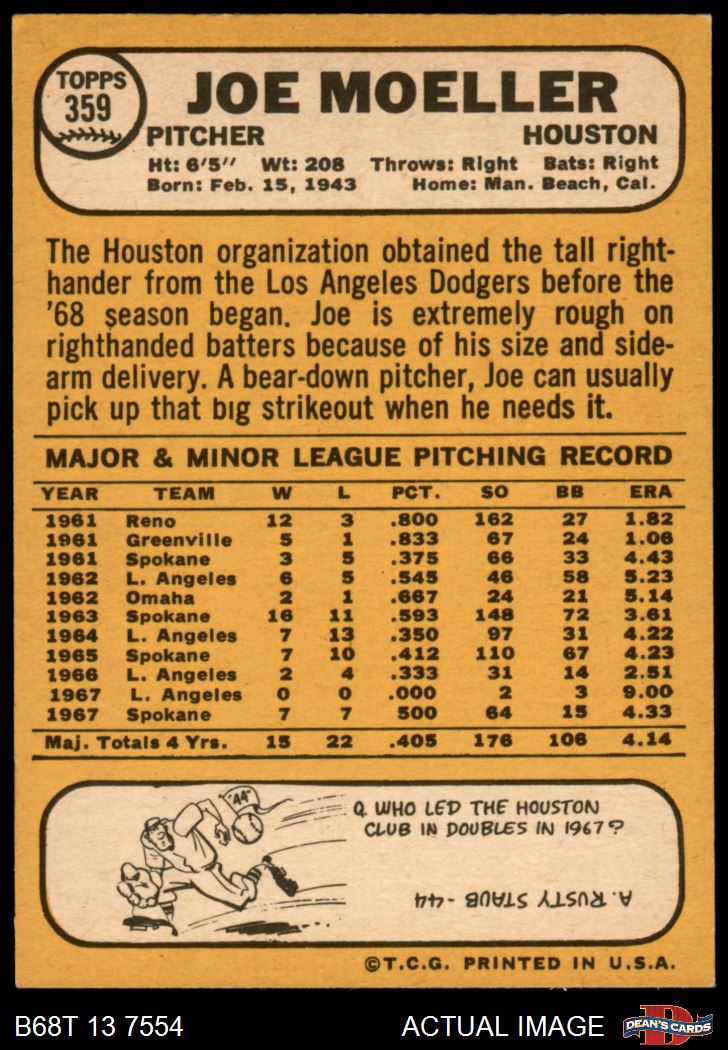 TOPPS
359
JOE MOELLER
PITCHER HOUSTON
Ht: 6'5" Wt: 208 Throws: Right Bats: Right
Born: Feb. 15, 1943 Home: Man. Beach, Cal.
The Houston organization obtained the tall right-
hander from the Los Angeles Dodgers before the
'68 season began. Joe is extremely rough on
righthanded batters because of his size and side-
arm delivery. A bear-down pitcher, Joe can usually
pick up that big strikeout when he needs it.
MAJOR & MINOR LEAGUE PITCHING RECORD
YEAR TEAM W L PCT. SO BB ERA
1961 Reno 12 3 .800 162 27 1.82
1961 Greenville 5 1 .833 67 24 1.06
1961 Spokane 3 5 .375 66 33 4.43
1962 L. Angeles 6 5 .545 46 58 5.23
1962 Omaha 2 1 .667 24 21 5.14
1963 Spokane 16 11 .593 148 72 3.61
1964 L. Angeles 7 13 .350 97 31 4.22
1965 Spokane 7 10 .412 110 67 4.23
1966 L. Angeles 2 4 .333 31 14 2.51
1967 L. Angeles 0 0 .000 2 3 9.00
1967 Spokane 7 7 500 64 15 4.33
Maj. Totals 4 Yrs. 15 22 .405 176 106 4.14
"44"
Q. WHO LED THE HOUSTON
CLUB IN DOUBLES IN 1967?
A. RUSTY STAUB - 44
©T.C.G. PRINTED IN U.S.A.
B68T 13 7554 ACTUAL IMAGE
D
DEAN'S CARDS